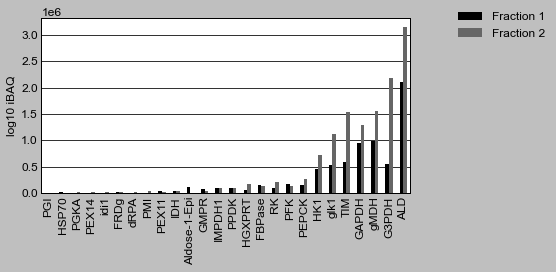 1e6
Fraction 1
Fraction 2
3.0
2.5
2.0
1.5
1.0
0.5
0.0
log10 iBAQ
PGI
HSP70
PGKA
PEX14
idi1
FRDg
dRPA
PMI
PEX11
IDH
Aldose-1-Epi
GMPR
IMPDH1
PPDK
HGXPRT
FBPase
RK
PFK
PEPCK
HK1
glk1
TIM
GAPDH
gMDH
G3PDH
ALD